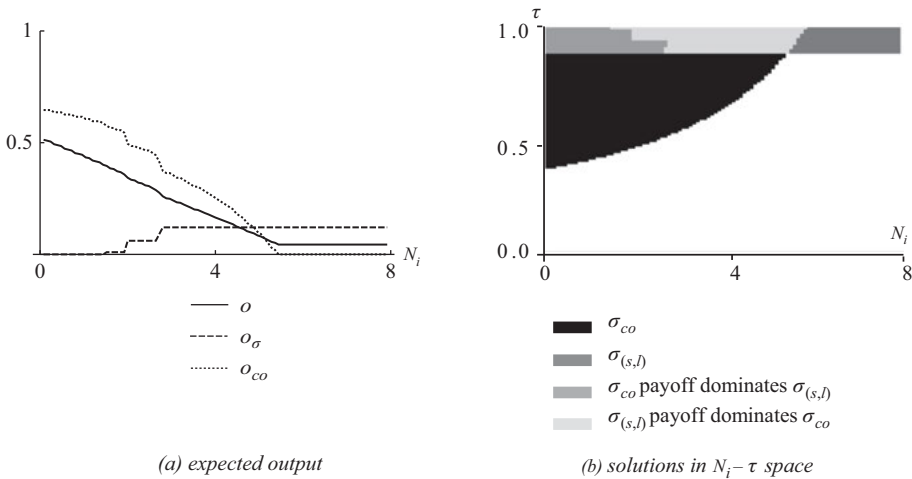 1
0.5
0
4
8
N_i
o
o_σ
o_co
(a) expected output
τ
1.0
0.5
0.0
N_i
0
4
8
σ_co
σ_(s,l)
σ_co payoff dominates σ_(s,l)
σ_(s,l) payoff dominates σ_co
(b) solutions in N_i – τ space